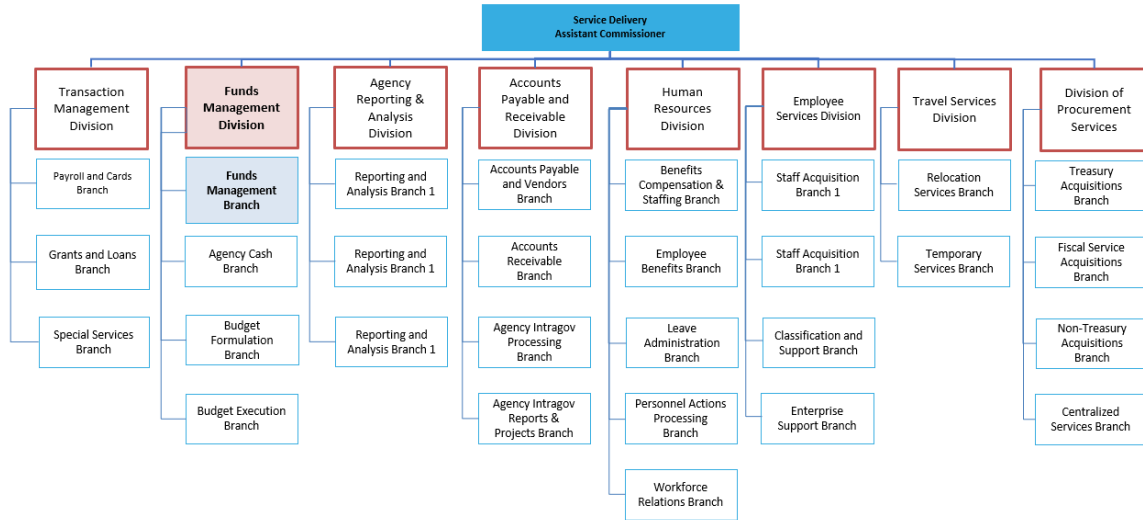 Service Delivery
Assistant Commissioner
Transaction
Management
Division
Payroll and Cards
Branch
Grants and Loans
Branch
Special Services
Branch
Funds
Management
Division
Funds
Management
Branch
Agency Cash
Branch
Budget
Formulation
Branch
Budget Execution
Branch
Agency
Reporting &
Analysis
Division
Reporting and
Analysis Branch 1
Reporting and
Analysis Branch 1
Reporting and
Analysis Branch 1
Accounts
Payable and
Receivable
Division
Accounts Payable
and Vendors
Branch
Accounts
Receivable
Branch
Agency Intragov
Processing
Branch
Agency Intragov
Reports &
Projects Branch
Human
Resources
Division
Benefits
Compensation &
Staffing Branch
Employee
Benefits Branch
Leave
Administration
Branch
Personnel Actions
Processing
Branch
Workforce
Relations Branch
Employee
Services Division
Staff Acquisition
Branch 1
Staff Acquisition
Branch 1
Classification and
Support Branch
Enterprise
Support Branch
Travel Services
Division
Relocation
Services Branch
Temporary
Services Branch
Division of
Procurement
Services
Treasury
Acquisitions
Branch
Fiscal Service
Acquisitions
Branch
Non-Treasury
Acquisitions
Branch
Centralized
Services Branch